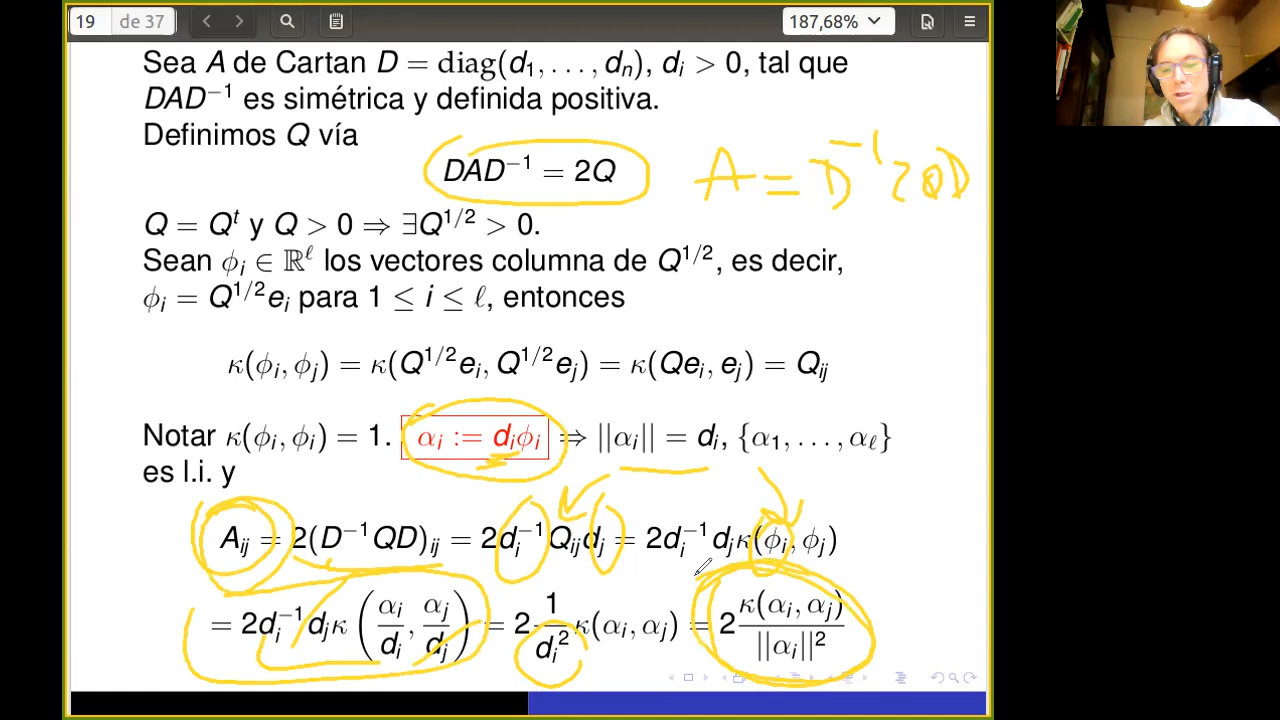 19 de 37 187,68%
Sea A de Cartan D = diag(d₁, . . . , dₙ), dᵢ > 0, tal que
DAD⁻¹ es simétrica y definida positiva.
Definimos Q vía
DAD⁻¹ = 2Q A = D⁻¹ 2QD
Q = Qᵗ y Q > 0 ⇒ ∃Q^{1/2} > 0.
Sean ϕᵢ ∈ ℝ^ℓ los vectores columna de Q^{1/2}, es decir,
ϕᵢ = Q^{1/2}eᵢ para 1 ≤ i ≤ ℓ, entonces
κ(ϕᵢ, ϕⱼ) = κ(Q^{1/2}eᵢ, Q^{1/2}eⱼ) = κ(Qeᵢ, eⱼ) = Qᵢⱼ
Notar κ(ϕᵢ, ϕᵢ) = 1. αᵢ := dᵢϕᵢ ⇒ ||αᵢ|| = dᵢ, {α₁, . . . , α_ℓ}
es l.i. y
Aᵢⱼ = 2(D⁻¹QD)ᵢⱼ = 2dᵢ⁻¹Qᵢⱼdⱼ = 2dᵢ⁻¹dⱼκ(ϕᵢ, ϕⱼ)
= 2dᵢ⁻¹dⱼκ(αᵢ/dᵢ, αⱼ/dⱼ) = 2 1/dᵢ² κ(αᵢ, αⱼ) = 2 κ(αᵢ, αⱼ)/||αᵢ||²